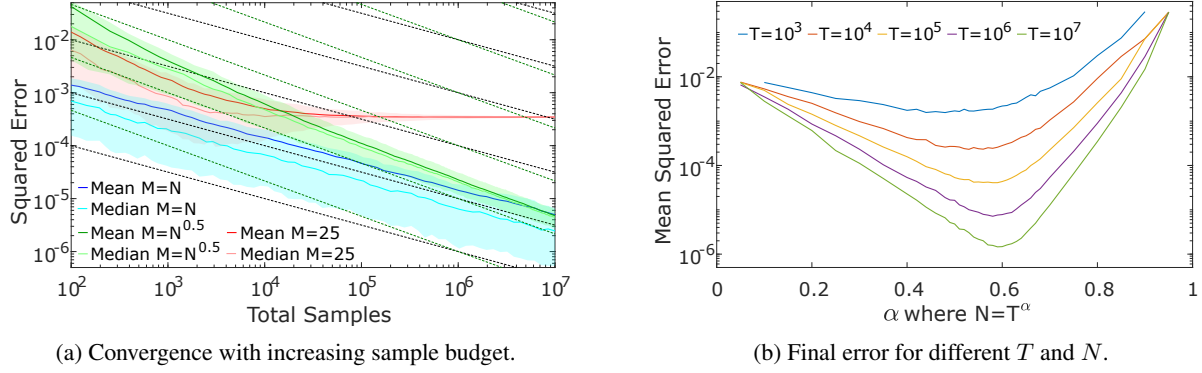 10^-2
10^-3
10^-4
10^-5
10^-6
Squared Error
Mean M=N
Median M=N
Mean M=N^0.5
Median M=N^0.5
Mean M=25
Median M=25
10^2 10^3 10^4 10^5 10^6 10^7
Total Samples
(a) Convergence with increasing sample budget.
T=10^3 T=10^4 T=10^5 T=10^6 T=10^7
10^-2
10^-4
10^-6
Mean Squared Error
0 0.2 0.4 0.6 0.8 1
α where N=T^α
(b) Final error for different T and N.